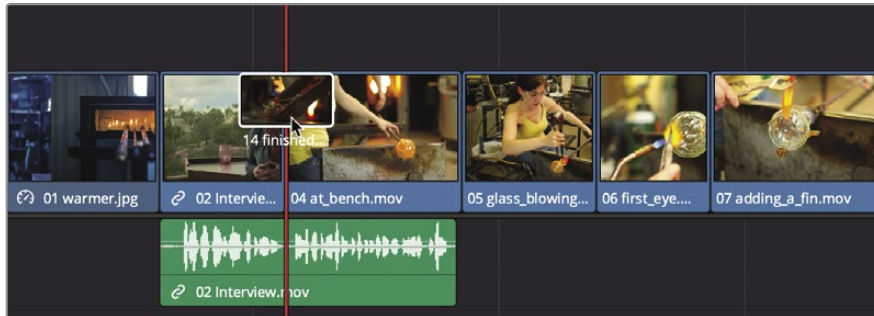 14 finished...
01 warmer.jpg
02 Intervie...
04 at_bench.mov
05 glass_blowing...
06 first_eye....
07 adding_a_fin.mov
02 Interview.mov